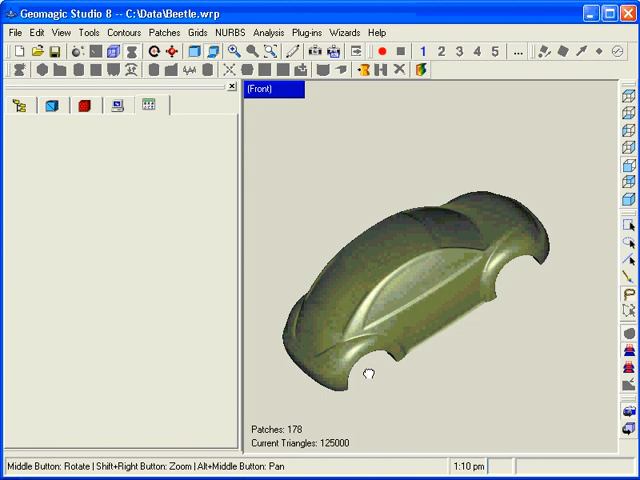 Geomagic Studio 8 -- C:\Data\Beetle.wrp
File Edit View Tools Contours Patches Grids NURBS Analysis Plug-ins Wizards Help
1 2 3 4 5 ...
(Front)
Patches: 178
Current Triangles: 125000
Middle Button: Rotate | Shift+Right Button: Zoom | Alt+Middle Button: Pan
1:10 pm